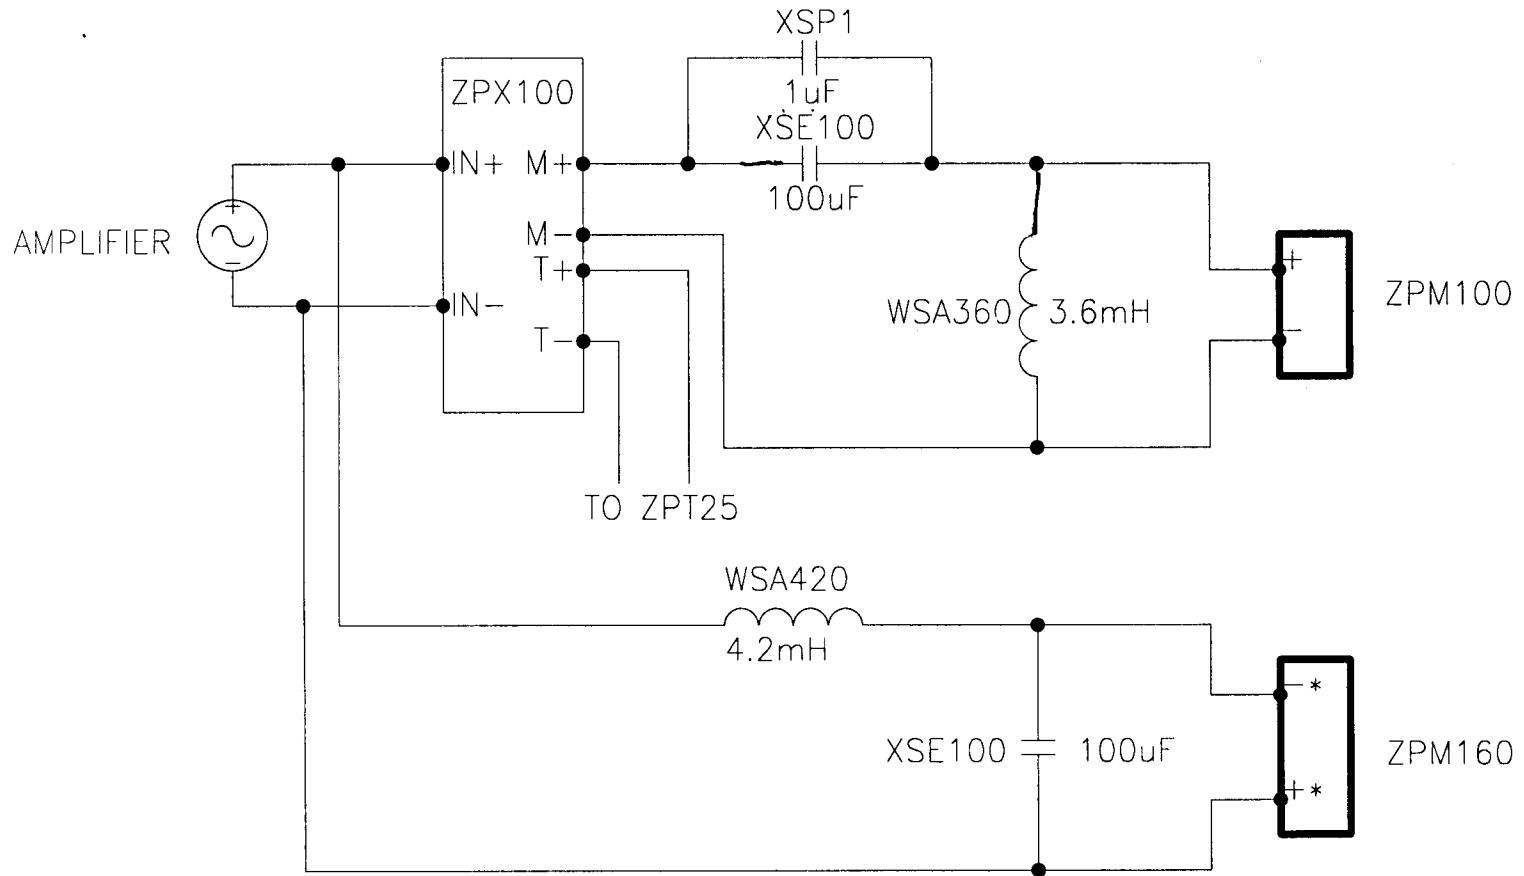 XSP1
1uF
XSE100
100uF
ZPX100
IN+ M+
M-
T+
IN-
T-
AMPLIFIER
+
-
TO ZPT25
WSA360 3.6mH
+
-
ZPM100
WSA420
4.2mH
XSE100 100uF
- *
+ *
ZPM160